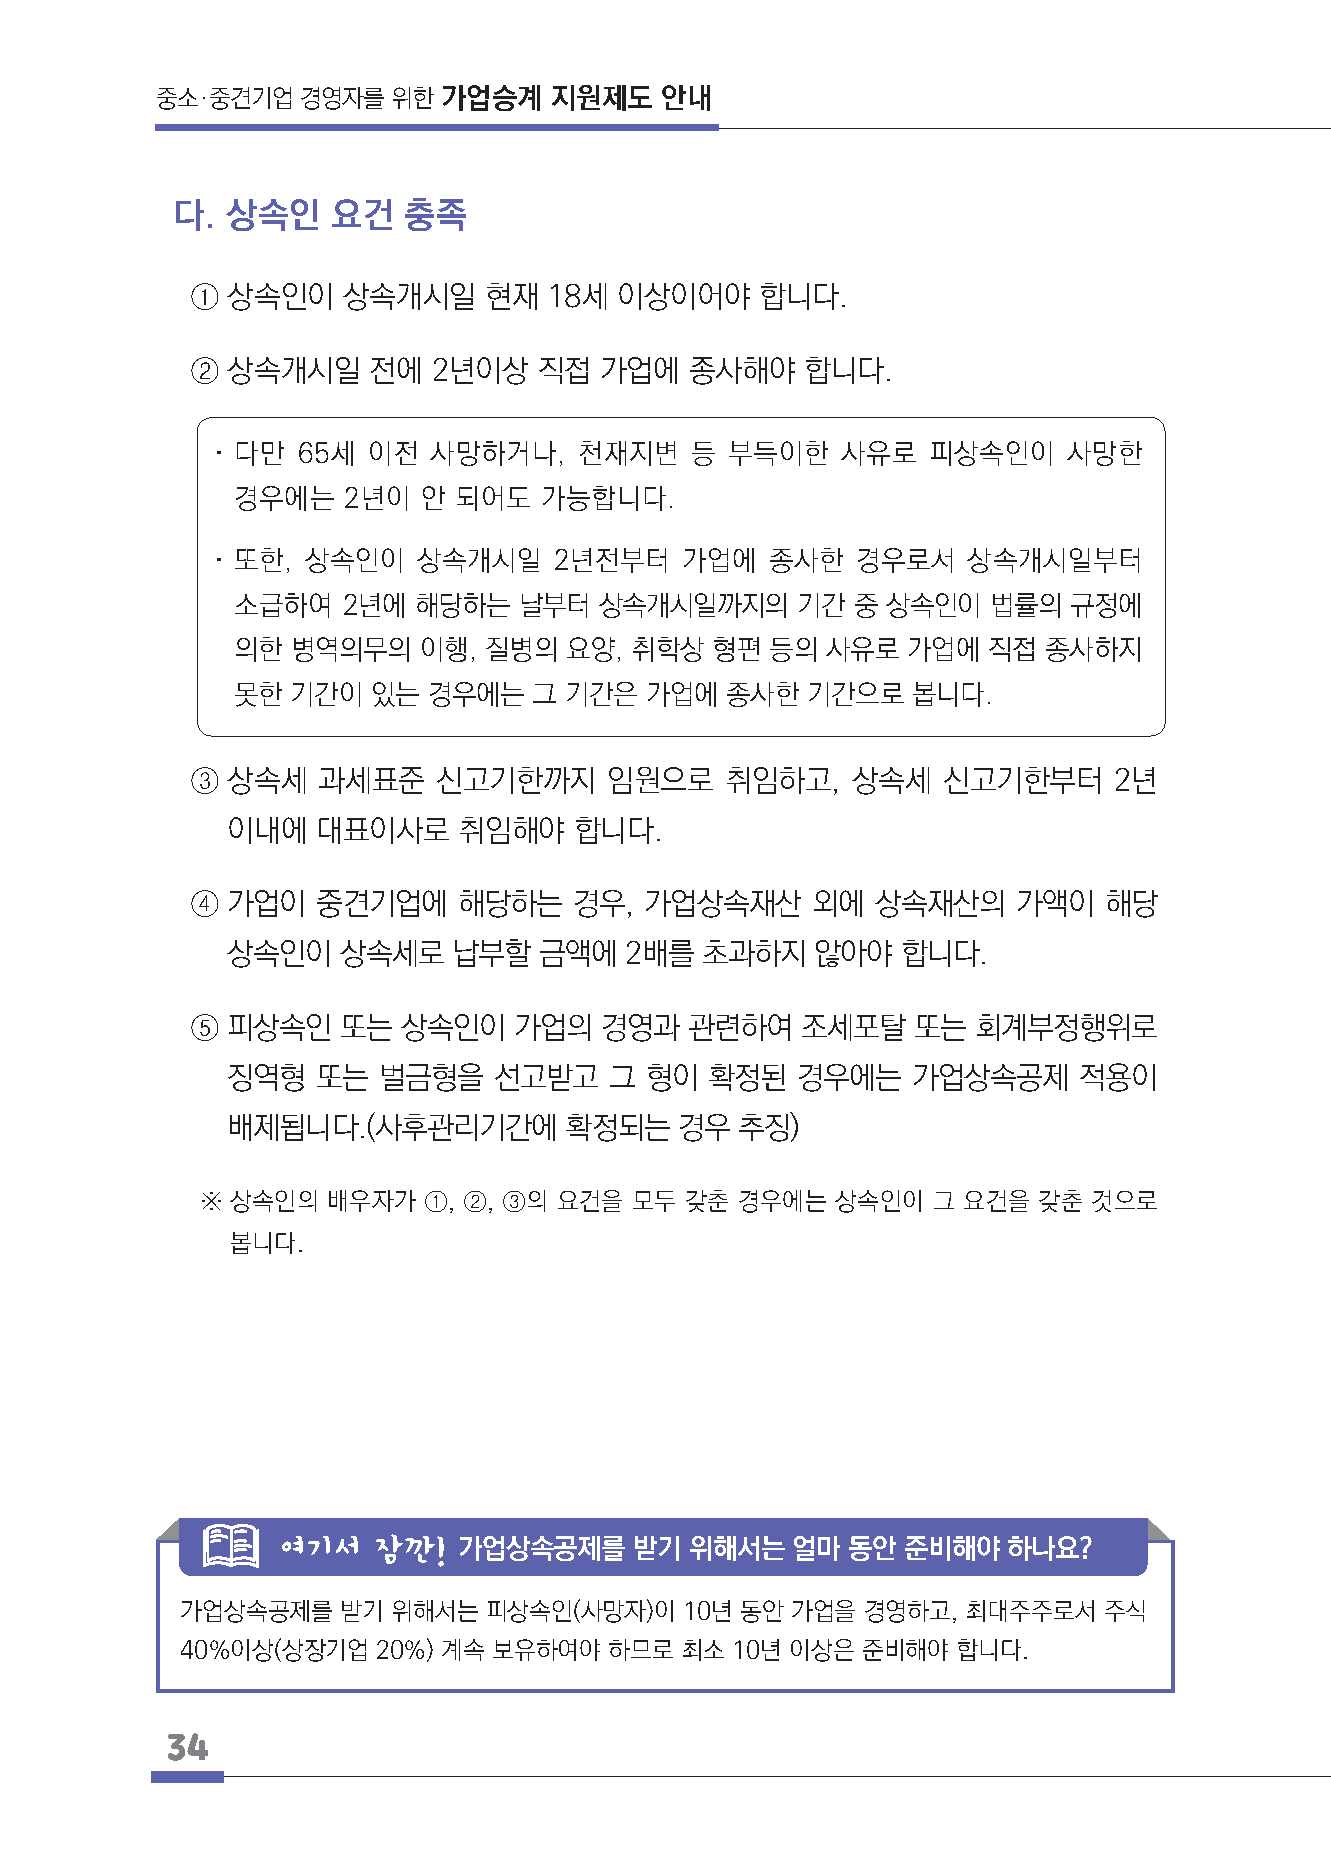 중소·중견기업 경영자를 위한 가업승계 지원제도 안내
다. 상속인 요건 충족
① 상속인이 상속개시일 현재 18세 이상이어야 합니다.
② 상속개시일 전에 2년이상 직접 가업에 종사해야 합니다.
· 다만 65세 이전 사망하거나, 천재지변 등 부득이한 사유로 피상속인이 사망한
경우에는 2년이 안 되어도 가능합니다.
· 또한, 상속인이 상속개시일 2년전부터 가업에 종사한 경우로서 상속개시일부터
소급하여 2년에 해당하는 날부터 상속개시일까지의 기간 중 상속인이 법률의 규정에
의한 병역의무의 이행, 질병의 요양, 취학상 형편 등의 사유로 가업에 직접 종사하지
못한 기간이 있는 경우에는 그 기간은 가업에 종사한 기간으로 봅니다.
③ 상속세 과세표준 신고기한까지 임원으로 취임하고, 상속세 신고기한부터 2년
이내에 대표이사로 취임해야 합니다.
④ 가업이 중견기업에 해당하는 경우, 가업상속재산 외에 상속재산의 가액이 해당
상속인이 상속세로 납부할 금액에 2배를 초과하지 않아야 합니다.
⑤ 피상속인 또는 상속인이 가업의 경영과 관련하여 조세포탈 또는 회계부정행위로
징역형 또는 벌금형을 선고받고 그 형이 확정된 경우에는 가업상속공제 적용이
배제됩니다.(사후관리기간에 확정되는 경우 추징)
※ 상속인의 배우자가 ①, ②, ③의 요건을 모두 갖춘 경우에는 상속인이 그 요건을 갖춘 것으로
봅니다.
여기서 잠깐! 가업상속공제를 받기 위해서는 얼마 동안 준비해야 하나요?
가업상속공제를 받기 위해서는 피상속인(사망자)이 10년 동안 가업을 경영하고, 최대주주로서 주식
40%이상(상장기업 20%) 계속 보유하여야 하므로 최소 10년 이상은 준비해야 합니다.
34